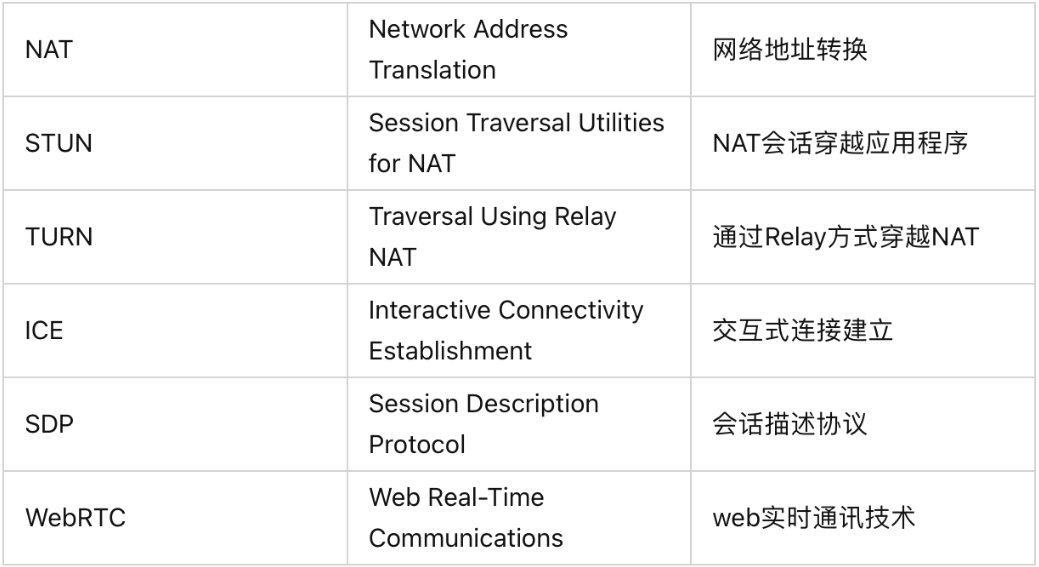 NAT
Network Address
Translation
网络地址转换
STUN
Session Traversal Utilities
for NAT
NAT会话穿越应用程序
TURN
Traversal Using Relay
NAT
通过Relay方式穿越NAT
ICE
Interactive Connectivity
Establishment
交互式连接建立
SDP
Session Description
Protocol
会话描述协议
WebRTC
Web Real-Time
Communications
web实时通讯技术